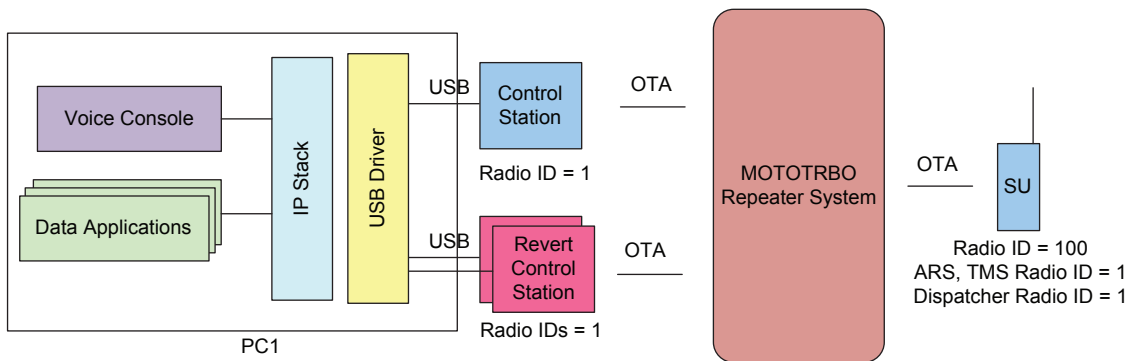 Voice Console
Data Applications
IP Stack
USB Driver
PC1
USB
Control
Station
Radio ID = 1
USB
Revert
Control
Station
Radio IDs = 1
OTA
OTA
MOTOTRBO
Repeater System
OTA
SU
Radio ID = 100
ARS, TMS Radio ID = 1
Dispatcher Radio ID = 1